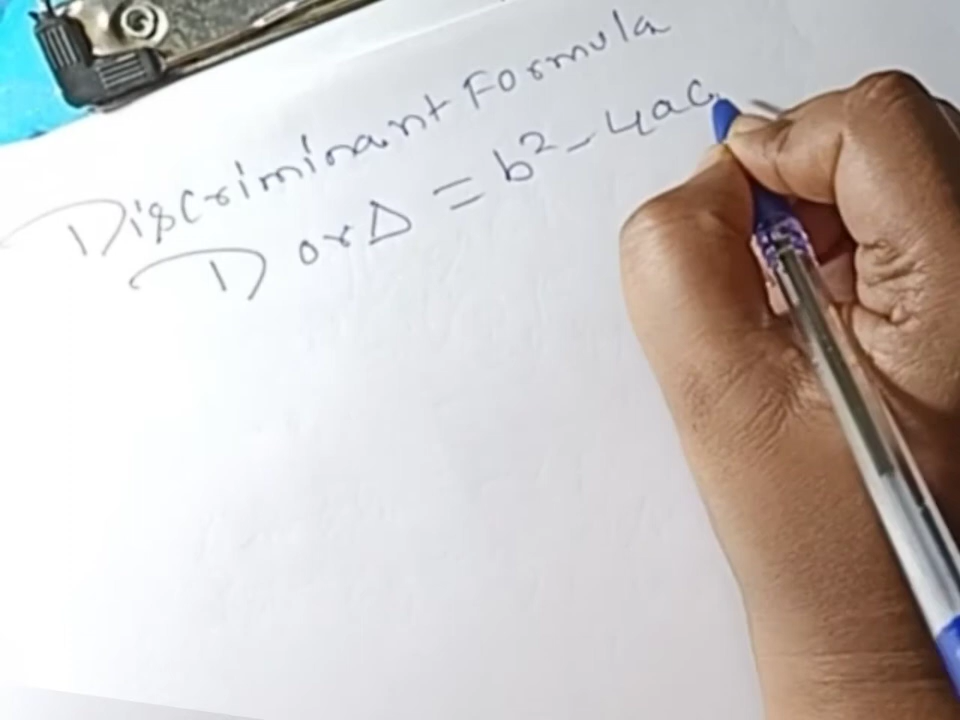 Discriminant Formula
D or Δ = b² - 4ac